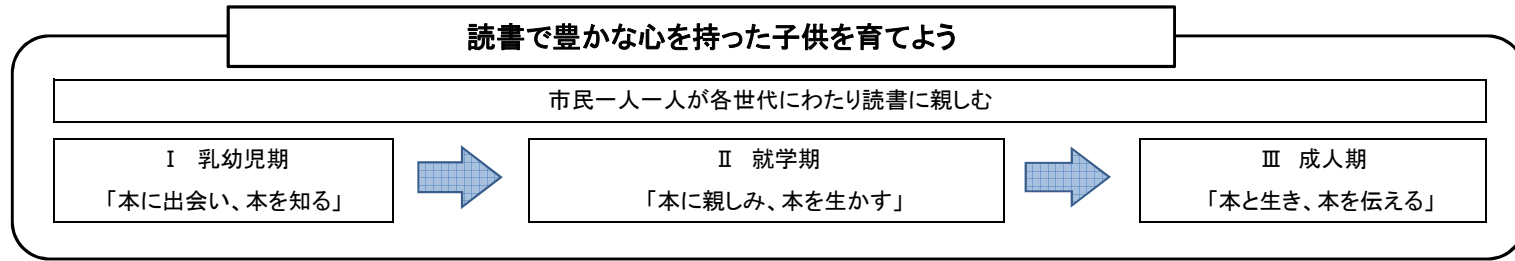 読書で豊かな心を持った子供を育てよう
市民一人一人が各世代にわたり読書に親しむ
Ⅰ 乳幼児期
「本に出会い、本を知る」
Ⅱ 就学期
「本に親しみ、本を生かす」
Ⅲ 成人期
「本と生き、本を伝える」